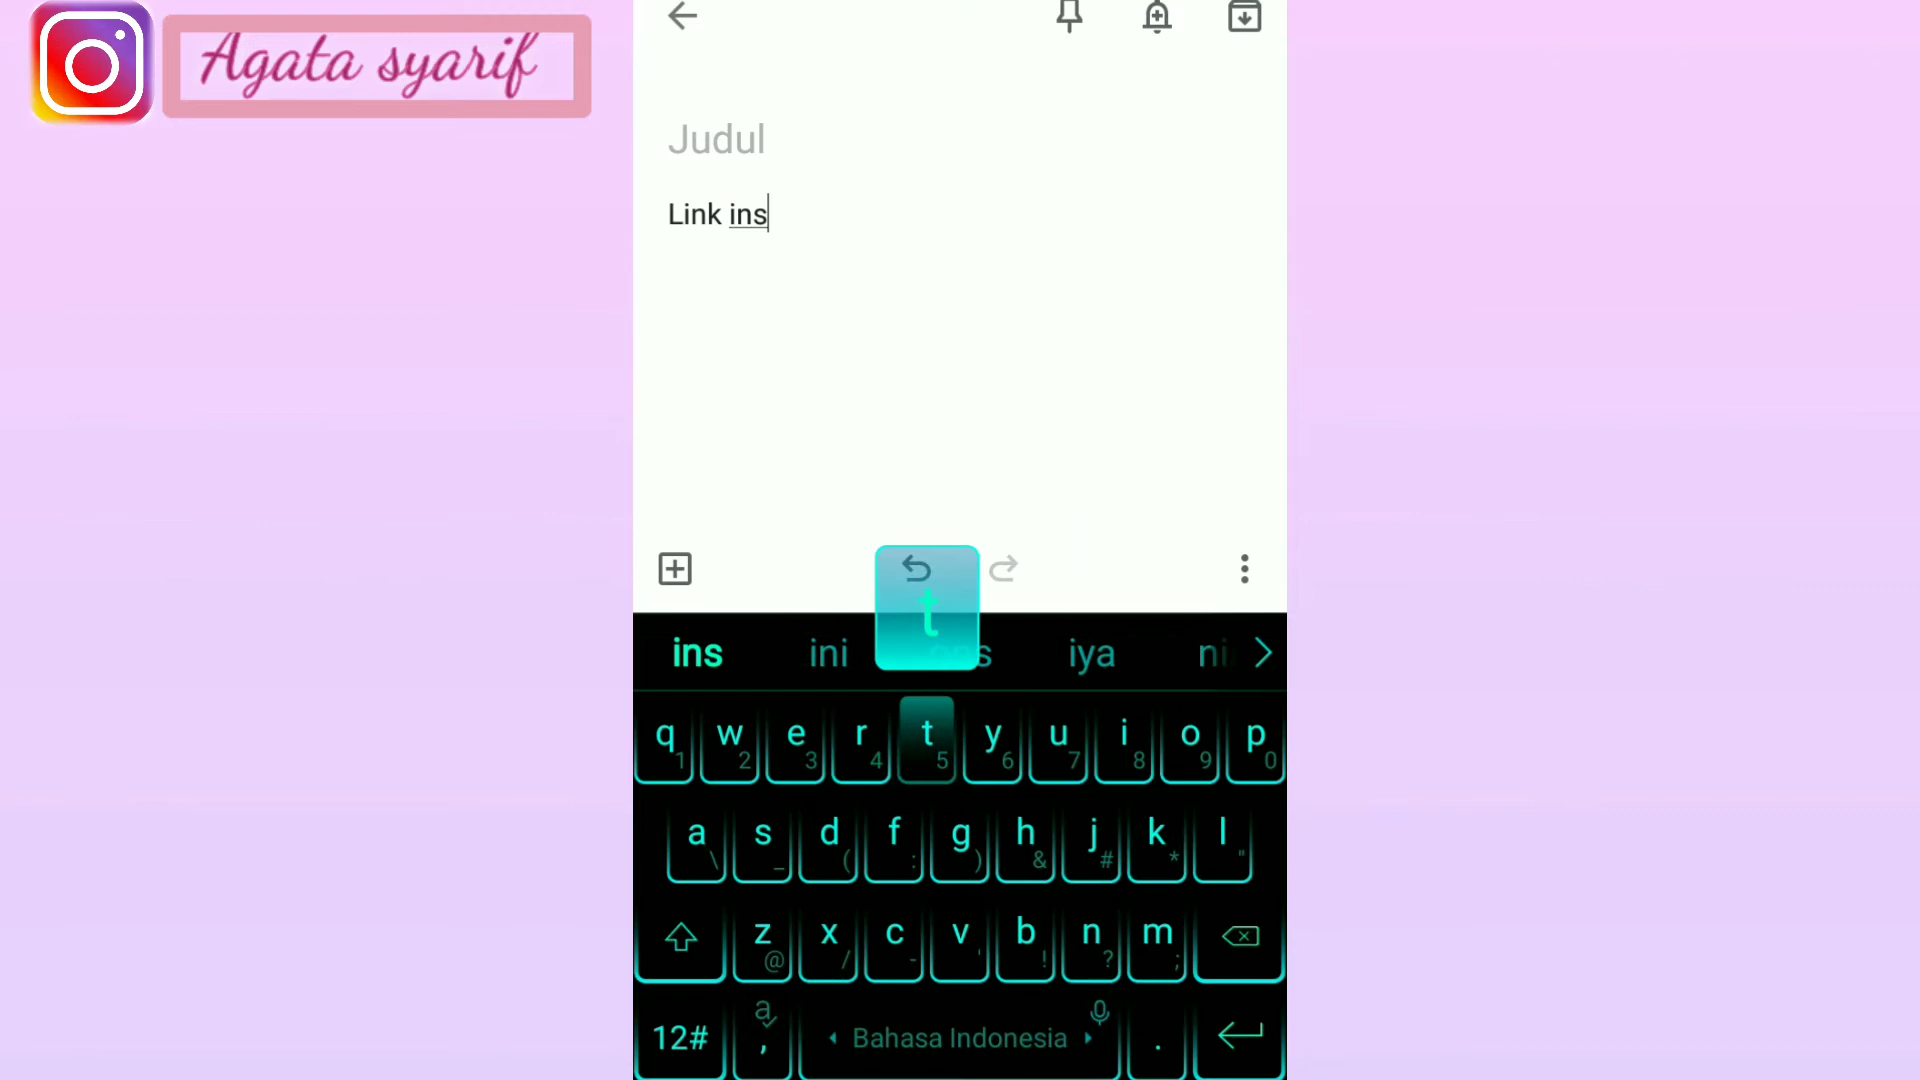 Agata syarif
Judul
Link ins
t
ins ini iya
q w e r t y u i o p
1 2 3 4 5 6 7 8 9 0
a s d f g h j k l
\ _ ( : ) & # * "
z x c v b n m
@ / - ' ! ? ;
a
12# , Bahasa Indonesia .